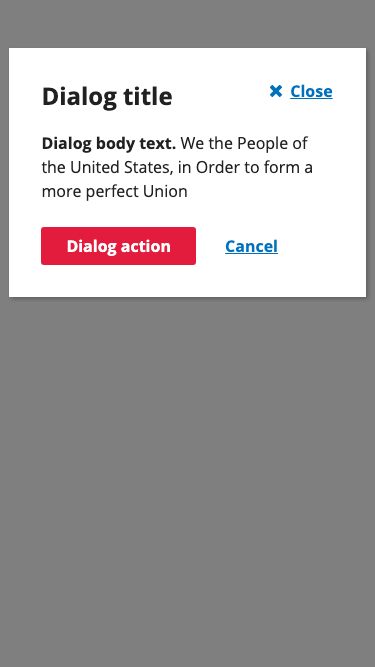 Dialog title
Close
Dialog body text. We the People of
the United States, in Order to form a
more perfect Union
Dialog action
Cancel